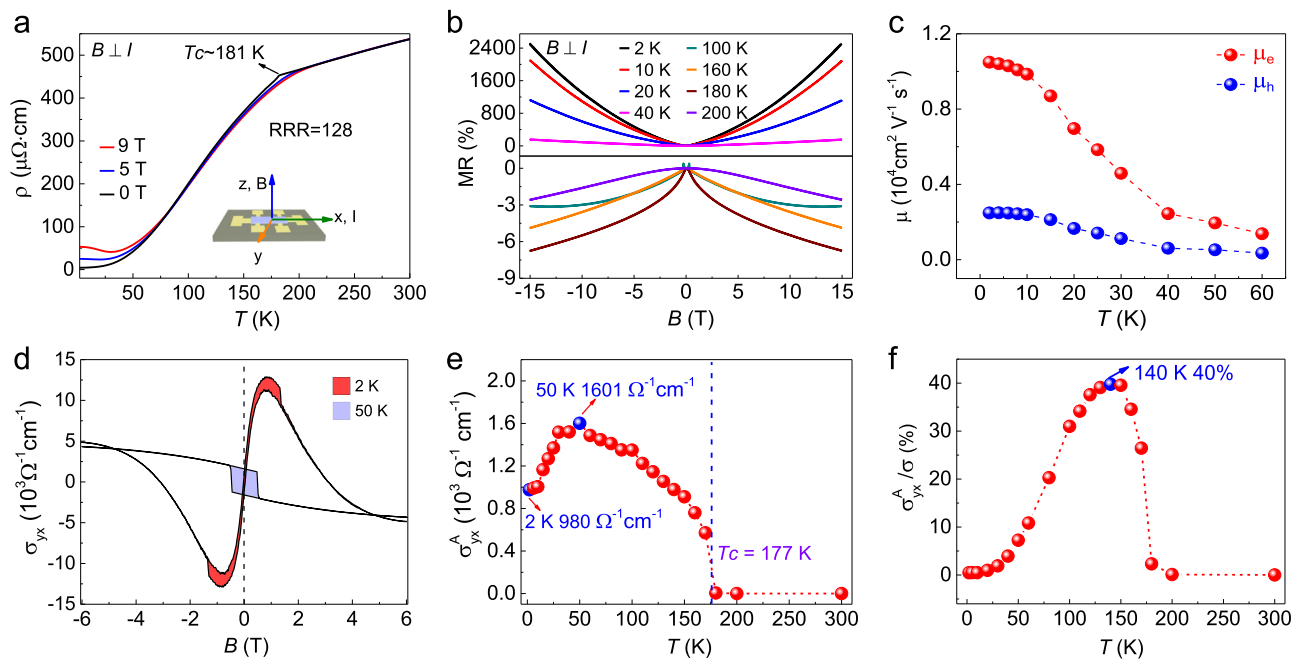 a
B ⊥ I
Tc~181 K
RRR=128
9 T
5 T
0 T
z, B
x, I
y
ρ (μΩ·cm)
500
400
300
200
100
0
50 100 150 200 250 300
T (K)
b
B ⊥ I
2 K 100 K
10 K 160 K
20 K 180 K
40 K 200 K
MR (%)
2400
1600
800
0
0
-3
-6
-9
-15 -10 -5 0 5 10 15
B (T)
c
μe
μh
μ (10⁴cm² V⁻¹ s⁻¹)
1.2
0.8
0.4
0.0
0 10 20 30 40 50 60
T (K)
d
2 K
50 K
σyx (10³Ω⁻¹cm⁻¹)
15
10
5
0
-5
-10
-15
-6 -4 -2 0 2 4 6
B (T)
e
50 K 1601 Ω⁻¹cm⁻¹
2 K 980 Ω⁻¹cm⁻¹
Tc = 177 K
σᴬyx (10³ Ω⁻¹ cm⁻¹)
2.0
1.6
1.2
0.8
0.4
0.0
0 50 100 150 200 250 300
T (K)
f
140 K 40%
σᴬyx/σ (%)
50
40
30
20
10
0
0 50 100 150 200 250 300
T (K)